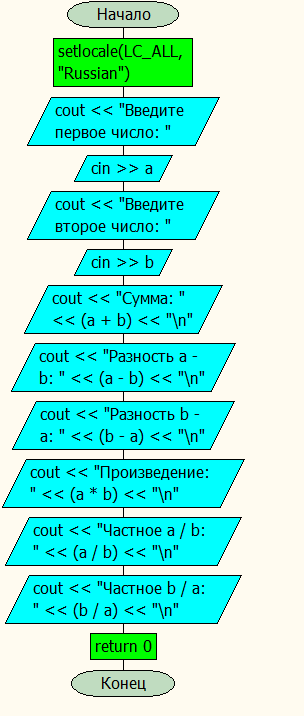 Начало
setlocale(LC_ALL,
"Russian")
cout << "Введите
первое число: "
cin >> a
cout << "Введите
второе число: "
cin >> b
cout << "Сумма: "
<< (a + b) << "\n"
cout << "Разность a -
b: " << (a - b) << "\n"
cout << "Разность b -
a: " << (b - a) << "\n"
cout << "Произведение:
" << (a * b) << "\n"
cout << "Частное a / b:
" << (a / b) << "\n"
cout << "Частное b / a:
" << (b / a) << "\n"
return 0
Конец